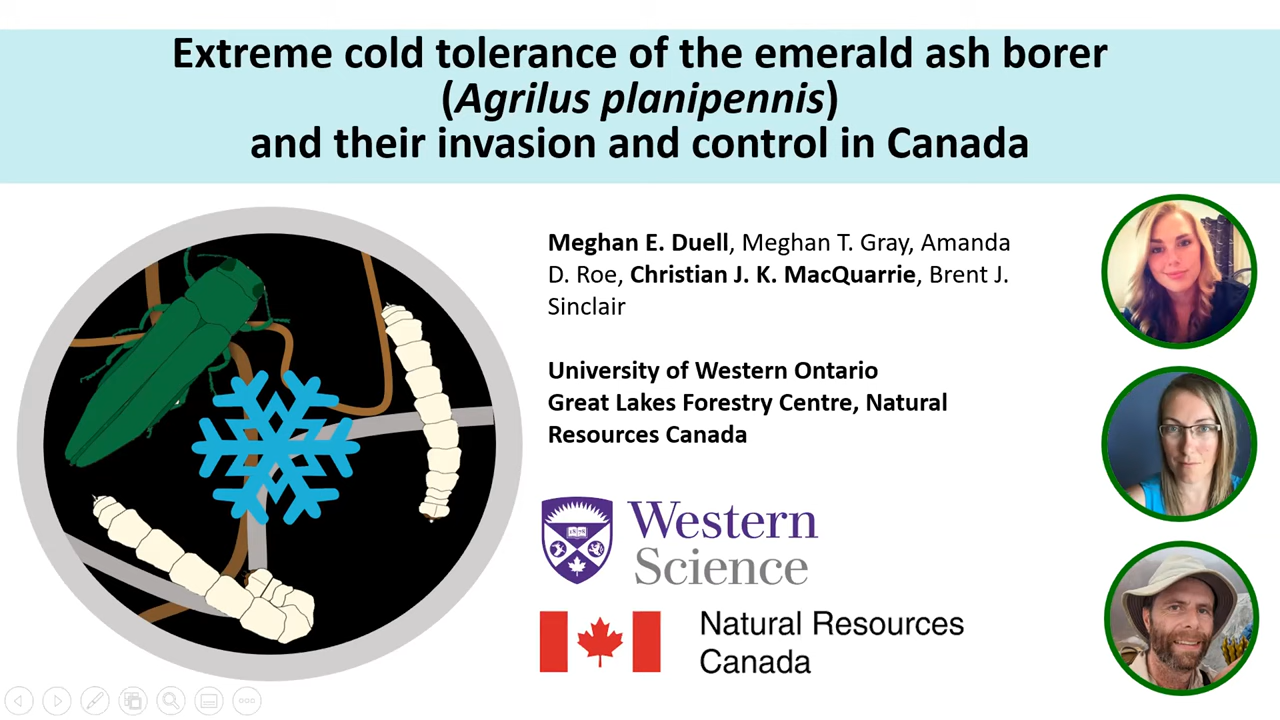 Extreme cold tolerance of the emerald ash borer
(Agrilus planipennis)
and their invasion and control in Canada
Meghan E. Duell, Meghan T. Gray, Amanda
D. Roe, Christian J. K. MacQuarrie, Brent J.
Sinclair
University of Western Ontario
Great Lakes Forestry Centre, Natural
Resources Canada
Western
Science
Natural Resources
Canada